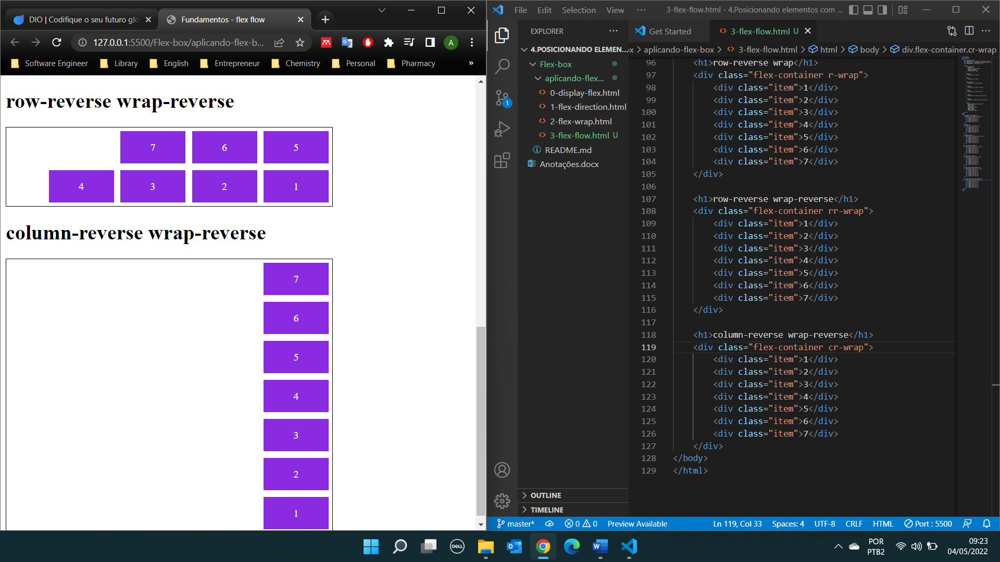 DIO | Codifique o seu futuro glo
Fundamentos - flex flow
127.0.0.1:5500/Flex-box/aplicando-flex-b...
A
Software Engineer
Library
English
Entrepreneur
Chemistry
Personal
Pharmacy
»
row-reverse wrap-reverse
7 6 5
4 3 2 1
column-reverse wrap-reverse
7
6
5
4
3
2
1
File Edit Selection View ···
3-flex-flow.html - 4.Posicionando elementos com ...
EXPLORER ···
4.POSICIONANDO ELEMEN...
Flex-box
aplicando-flex...
0-display-flex.html
1-flex-direction.html
2-flex-wrap.html
3-flex-flow.html U
README.md
Anotações.docx
OUTLINE
TIMELINE
1
Get Started
3-flex-flow.html U
ox > aplicando-flex-box > 3-flex-flow.html > html > body > div.flex-container.cr-wrap
96 <h1>row-reverse wrap</h1>
97 <div class="flex-container r-wrap">
98 <div class="item">1</div>
99 <div class="item">2</div>
100 <div class="item">3</div>
101 <div class="item">4</div>
102 <div class="item">5</div>
103 <div class="item">6</div>
104 <div class="item">7</div>
105 </div>
106
107 <h1>row-reverse wrap-reverse</h1>
108 <div class="flex-container rr-wrap">
109 <div class="item">1</div>
110 <div class="item">2</div>
111 <div class="item">3</div>
112 <div class="item">4</div>
113 <div class="item">5</div>
114 <div class="item">6</div>
115 <div class="item">7</div>
116 </div>
117
118 <h1>column-reverse wrap-reverse</h1>
119 <div class="flex-container cr-wrap">
120 <div class="item">1</div>
121 <div class="item">2</div>
122 <div class="item">3</div>
123 <div class="item">4</div>
124 <div class="item">5</div>
125 <div class="item">6</div>
126 <div class="item">7</div>
127 </div>
128 </body>
129 </html>
master* 0 0 Preview Available Ln 119, Col 33 Spaces: 4 UTF-8 CRLF HTML Port : 5500
DELL
POR
PTB2
09:23
04/05/2022